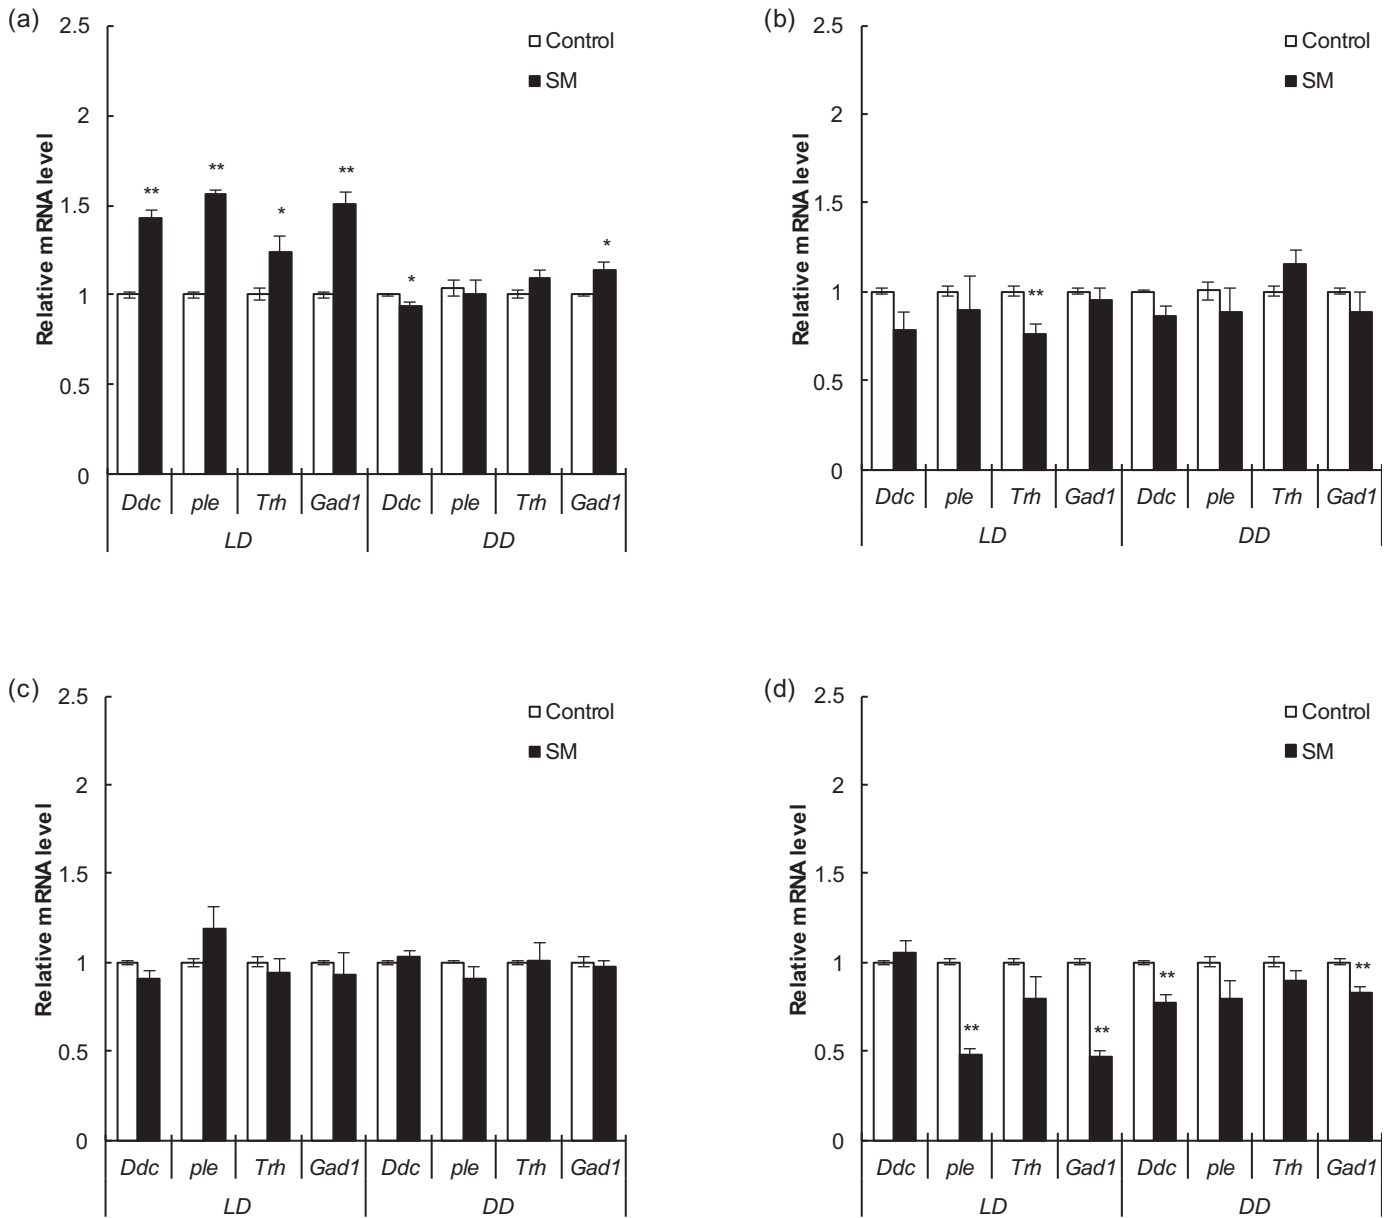 (a)
2.5
2
1.5
1
0.5
0
Relative mRNA level
Control
SM
**
**
*
**
*
*
Ddc ple Trh Gad1 Ddc ple Trh Gad1
LD DD
(b)
2.5
2
1.5
1
0.5
0
Relative mRNA level
Control
SM
**
Ddc ple Trh Gad1 Ddc ple Trh Gad1
LD DD
(c)
2.5
2
1.5
1
0.5
0
Relative mRNA level
Control
SM
Ddc ple Trh Gad1 Ddc ple Trh Gad1
LD DD
(d)
2.5
2
1.5
1
0.5
0
Relative mRNA level
Control
SM
**
**
**
**
Ddc ple Trh Gad1 Ddc ple Trh Gad1
LD DD